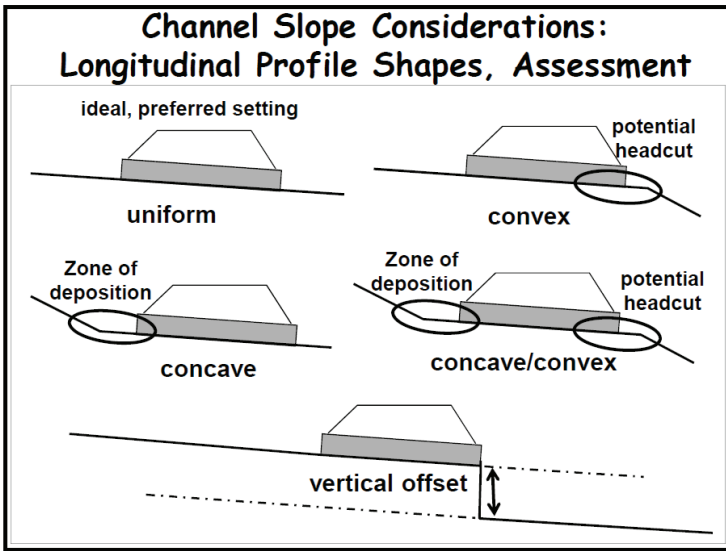 Channel Slope Considerations:
Longitudinal Profile Shapes, Assessment
ideal, preferred setting
uniform
potential
headcut
convex
Zone of
deposition
concave
Zone of
deposition
potential
headcut
concave/convex
vertical offset